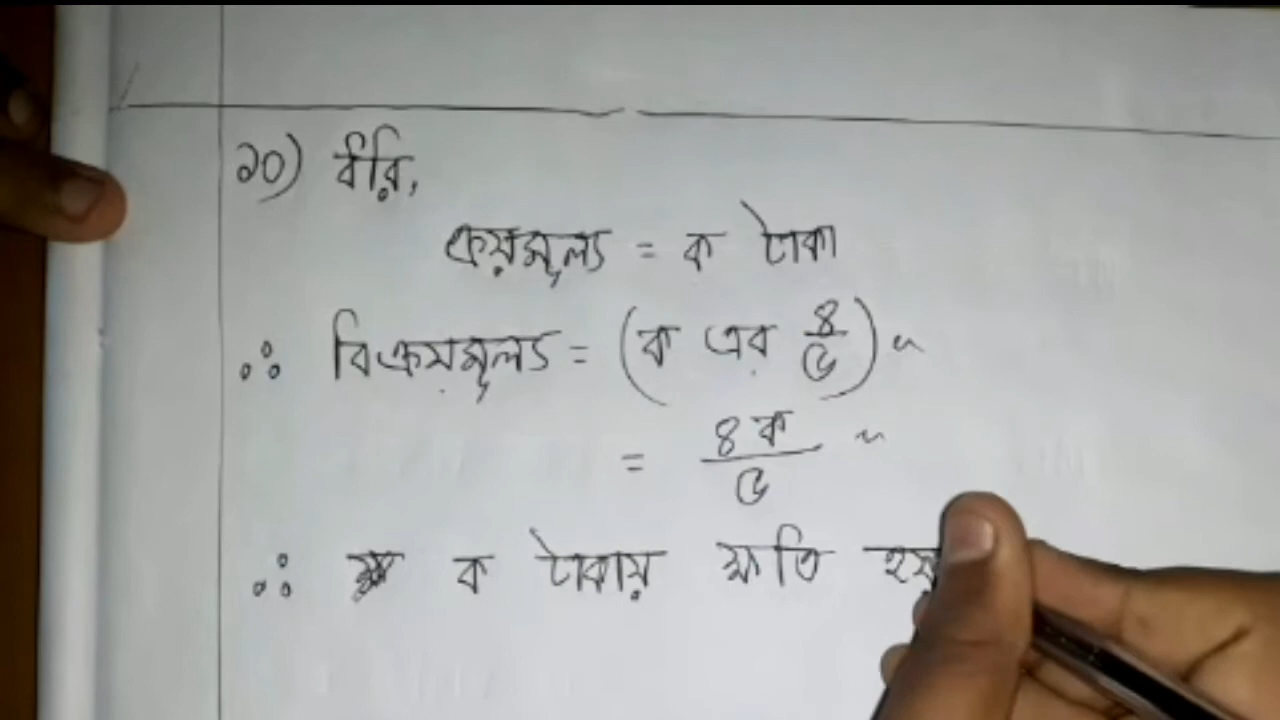 ১০) ধরি,
ক্রয়মূল্য = ক টাকা
∴ বিক্রয়মূল্য = (ক এর ৪/৫) "
= ৪ক/৫ "
∴ ক টাকায় ক্ষতি হয়